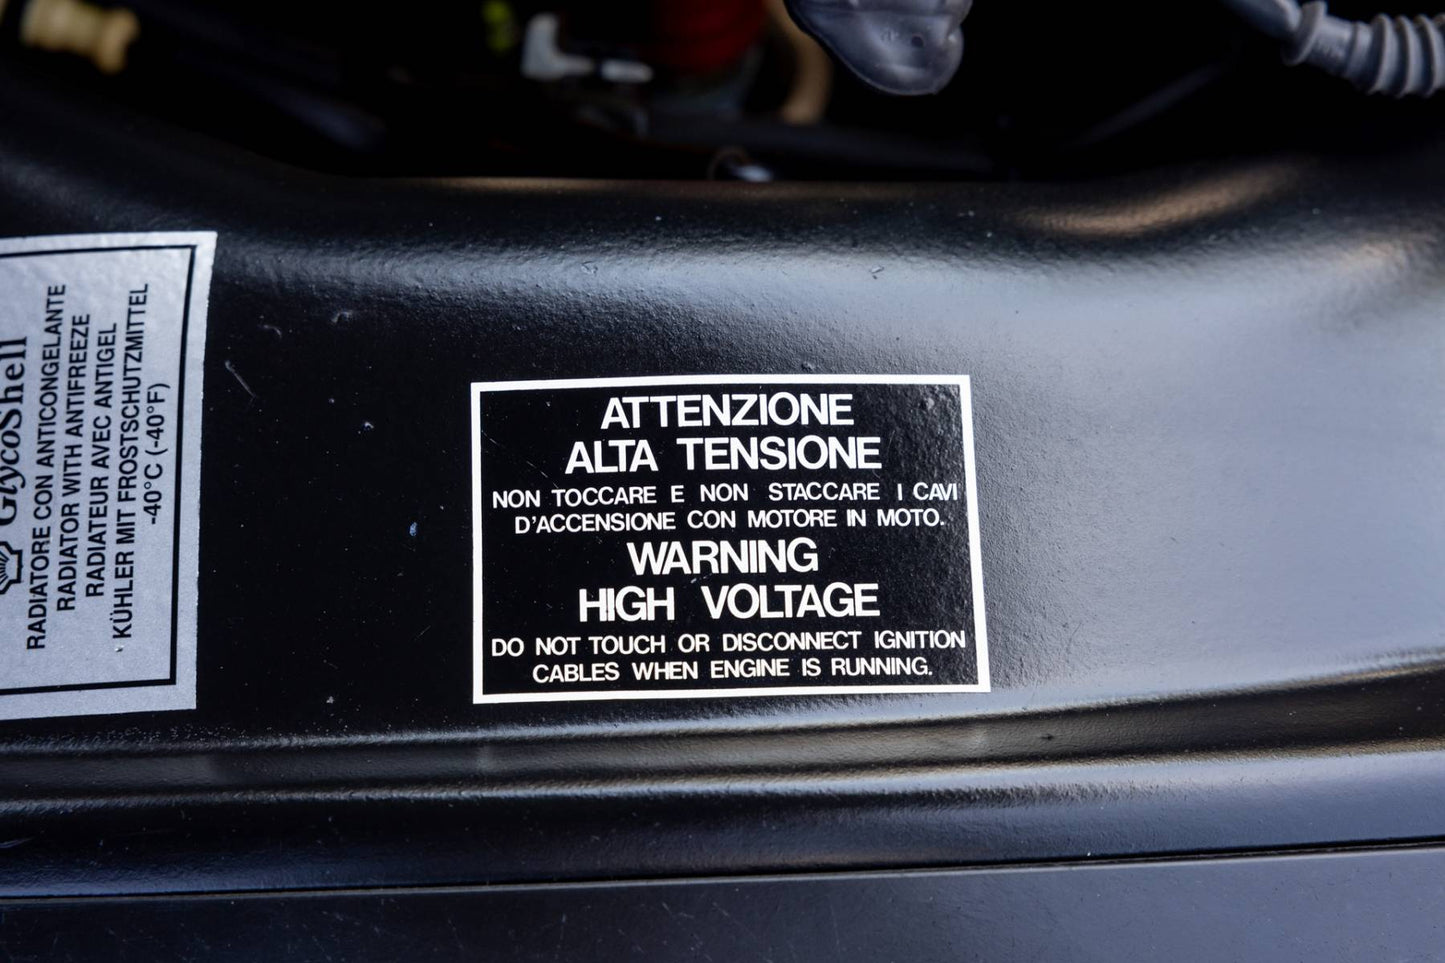 GlycoShell
RADIATORE CON ANTICONGELANTE
RADIATOR WITH ANTIFREEZE
RADIATEUR AVEC ANTIGEL
KÜHLER MIT FROSTSCHUTZMITTEL
-40°C (-40°F)
ATTENZIONE
ALTA TENSIONE
NON TOCCARE E NON STACCARE I CAVI
D'ACCENSIONE CON MOTORE IN MOTO.
WARNING
HIGH VOLTAGE
DO NOT TOUCH OR DISCONNECT IGNITION
CABLES WHEN ENGINE IS RUNNING.